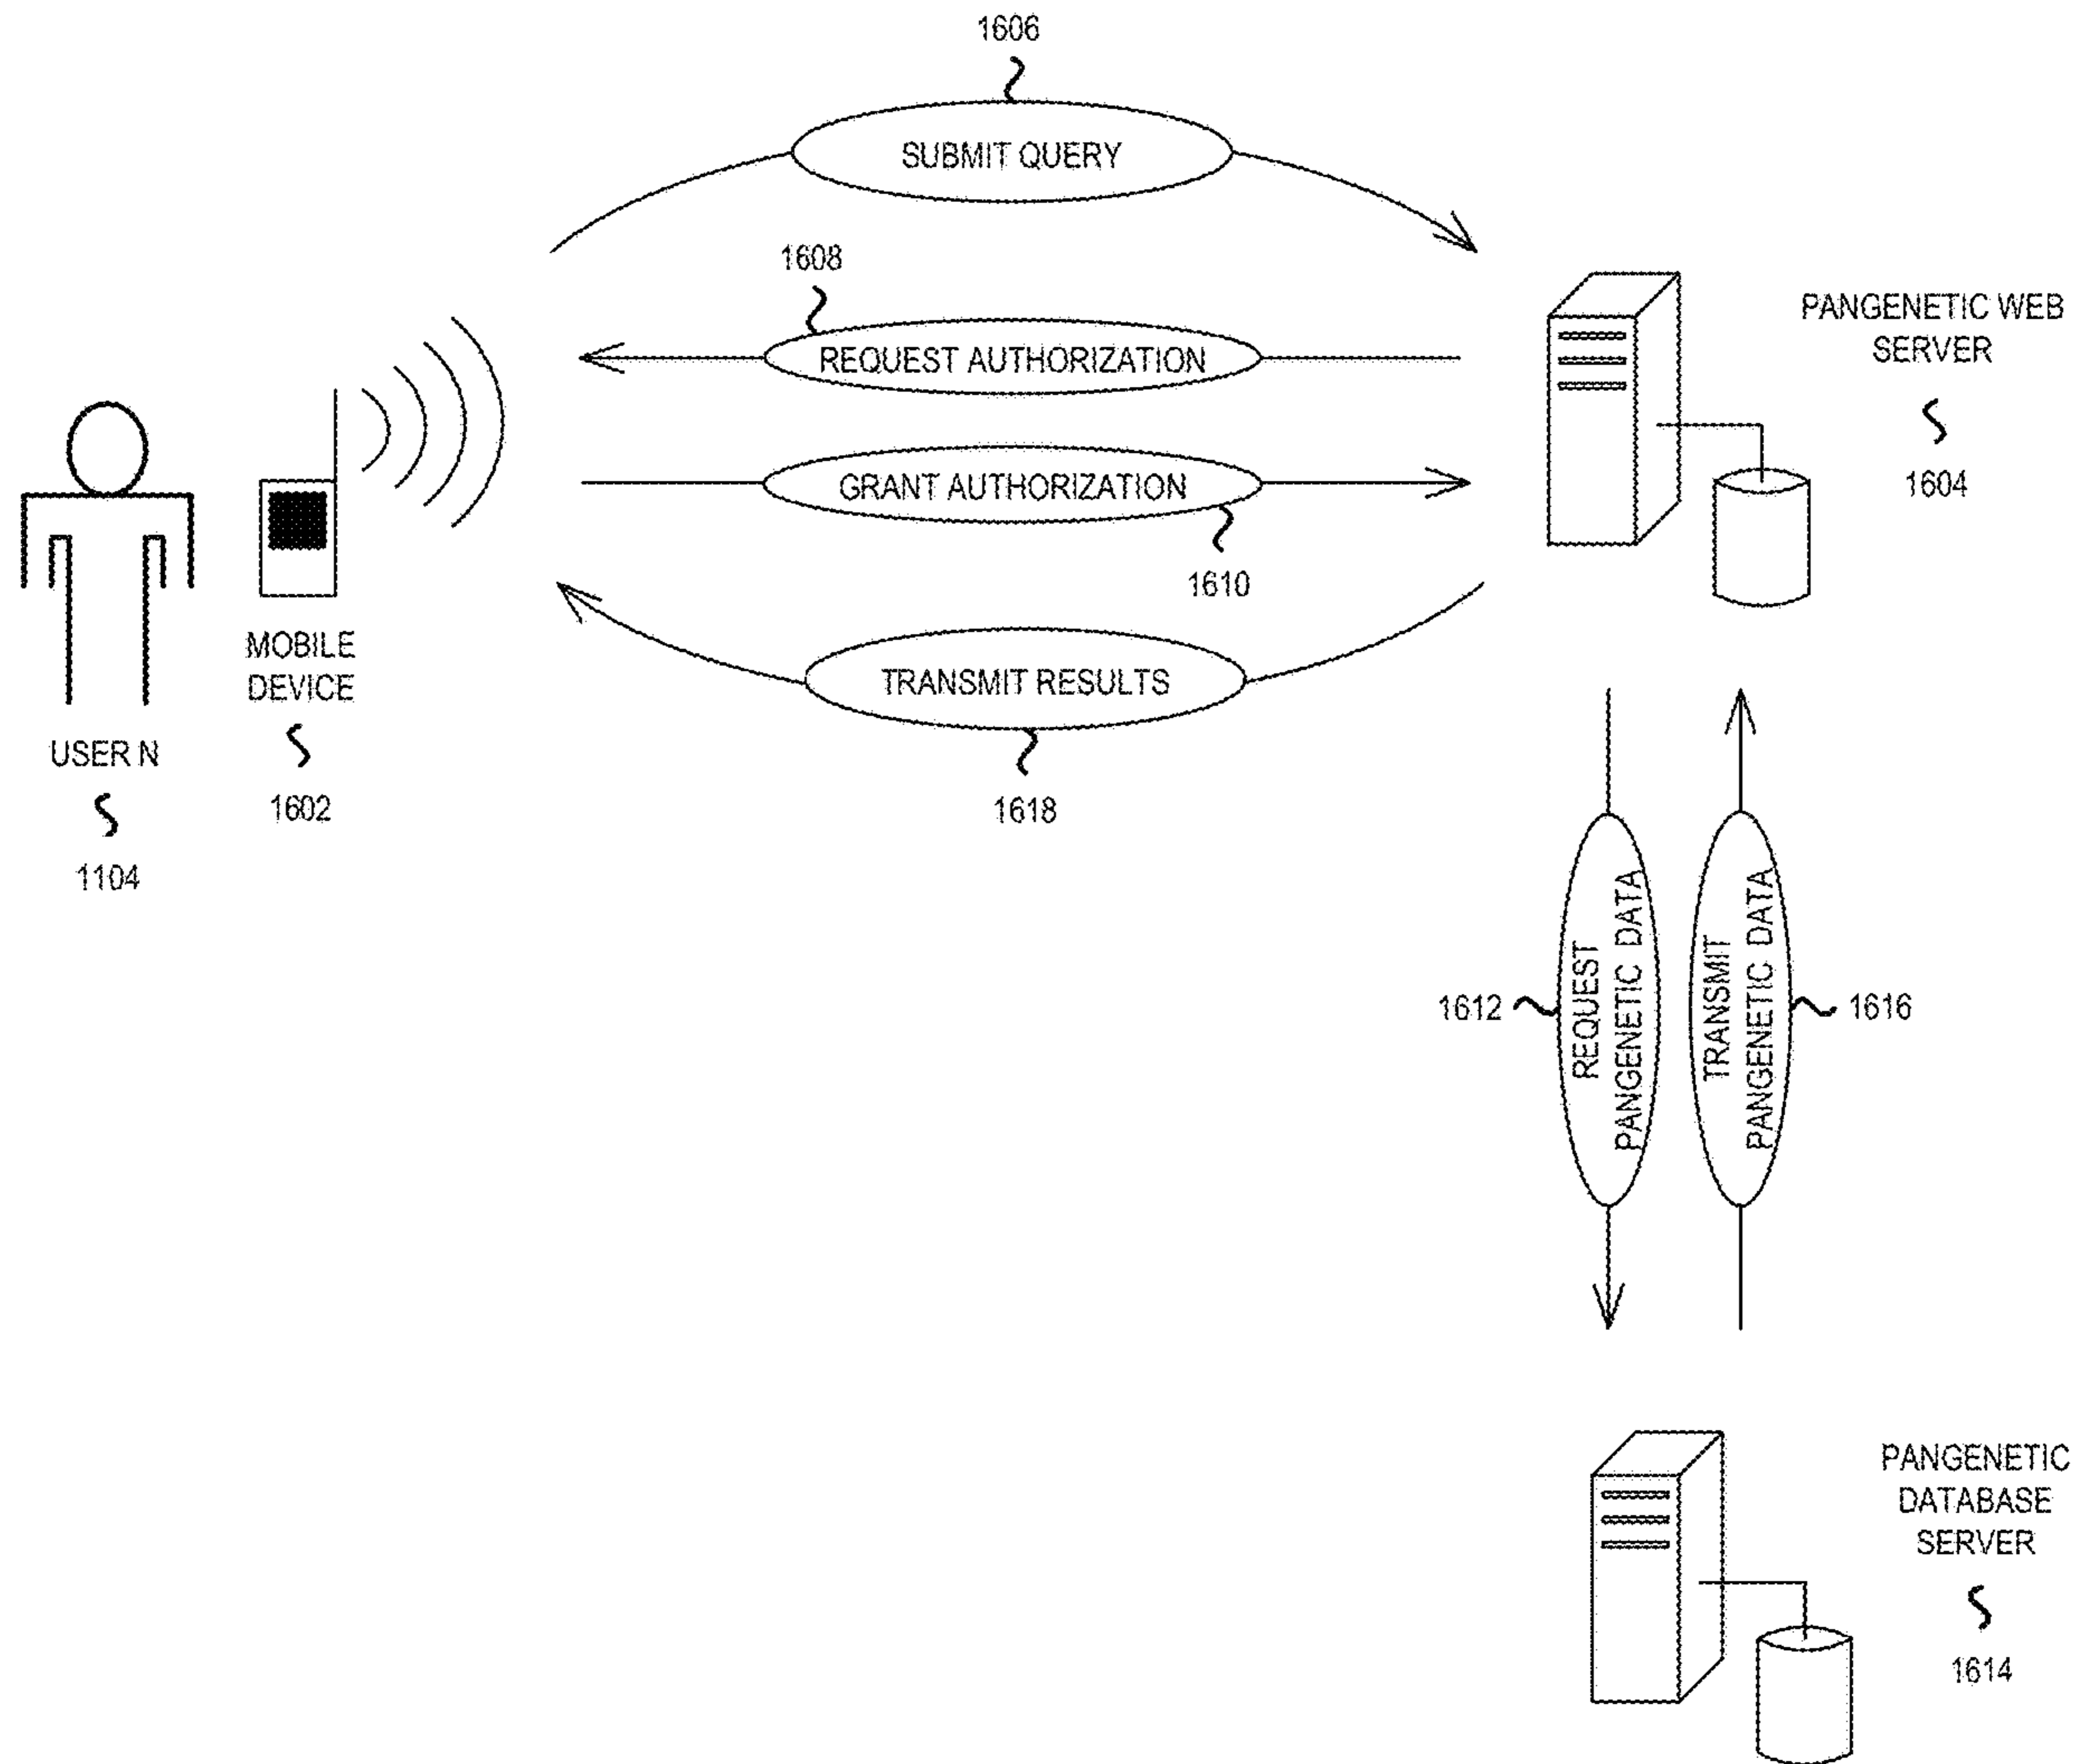 1606
SUBMIT QUERY
1608
REQUEST AUTHORIZATION
GRANT AUTHORIZATION
1610
TRANSMIT RESULTS
1618
USER N
1104
MOBILE
DEVICE
1602
PANGENETIC WEB
SERVER
1604
1612
REQUEST
PANGENETIC DATA
TRANSMIT
PANGENETIC DATA
1616
PANGENETIC
DATABASE
SERVER
1614